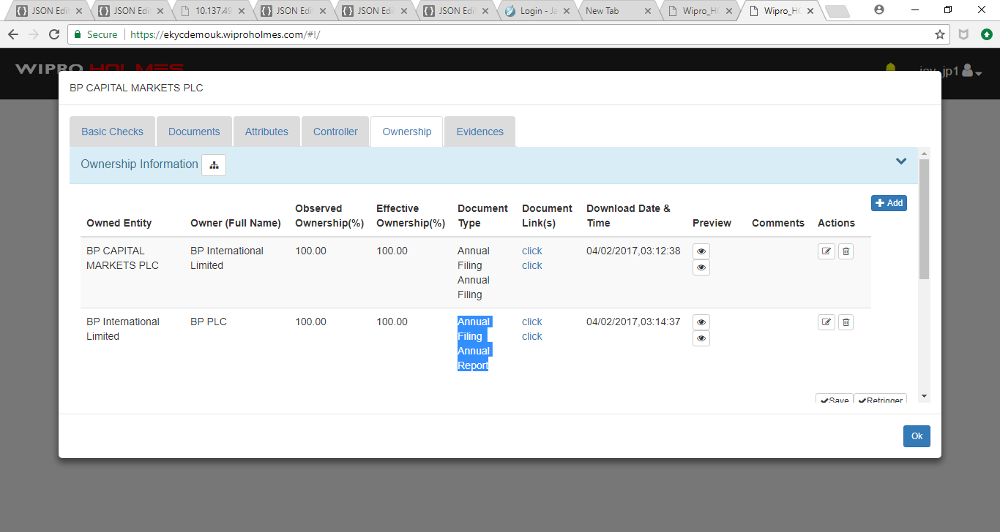 JSON Edi
JSON Edi
10.137.49
JSON Edi
JSON Edi
JSON Edi
Login - Ja
New Tab
Wipro_HO
Wipro_HO
Secure
https://ekycdemouk.wiproholmes.com/#!/
WIPRO HOLMES
jay_jp1
BP CAPITAL MARKETS PLC
Basic Checks
Documents
Attributes
Controller
Ownership
Evidences
Ownership Information
Add
Owned Entity
Owner (Full Name)
Observed
Ownership(%)
Effective
Ownership(%)
Document
Type
Document
Link(s)
Download Date &
Time
Preview
Comments
Actions
BP CAPITAL
MARKETS PLC
BP International
Limited
100.00
100.00
Annual
Filing
Annual
Filing
click
click
04/02/2017,03:12:38
BP International
Limited
BP PLC
100.00
100.00
Annual
Filing
Annual
Report
click
click
04/02/2017,03:14:37
Save
Retrigger
Ok